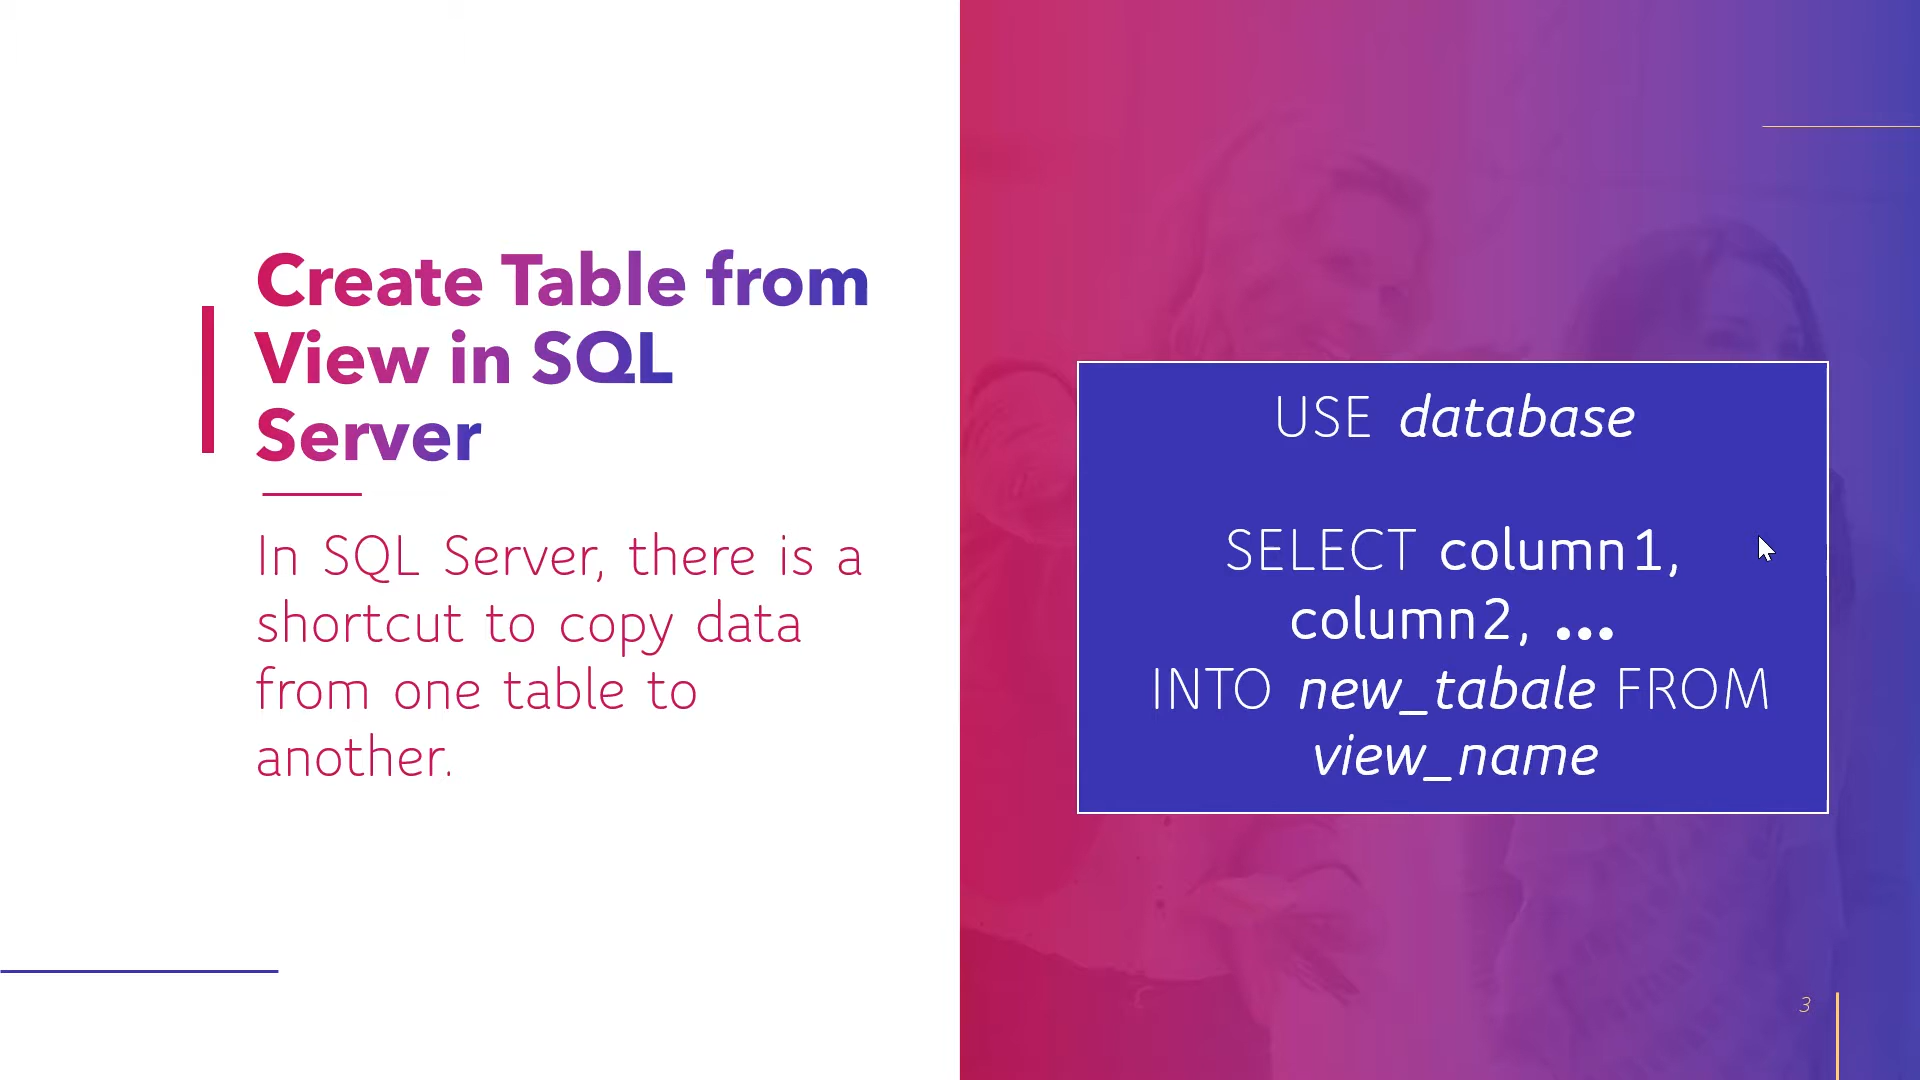 Create Table from
View in SQL
Server
In SQL Server, there is a
shortcut to copy data
from one table to
another.
USE database
SELECT column1,
column2, ...
INTO new_tabale FROM
view_name
3